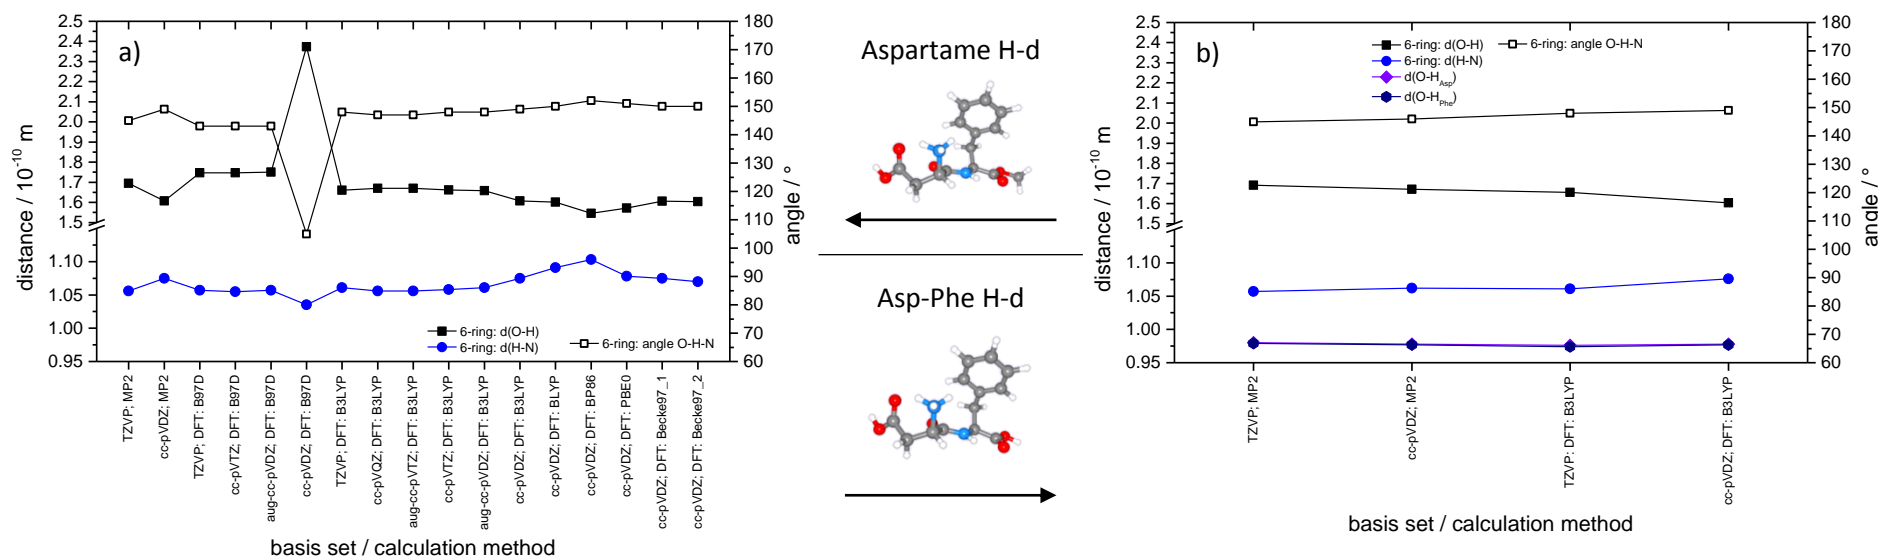 a)
2.5
2.4
2.3
2.2
2.1
2.0
1.9
1.8
1.7
1.6
1.5
1.10
1.05
1.00
0.95
distance / 10⁻¹⁰ m
180
170
160
150
140
130
120
110
100
90
80
70
60
angle / °
6-ring: d(O-H)
6-ring: d(H-N)
6-ring: angle O-H-N
TZVP; MP2
cc-pVDZ; MP2
TZVP; DFT: B97D
cc-pVTZ; DFT: B97D
aug-cc-pVDZ; DFT: B97D
cc-pVDZ; DFT: B97D
TZVP; DFT: B3LYP
cc-pVQZ; DFT: B3LYP
aug-cc-pVTZ; DFT: B3LYP
cc-pVTZ; DFT: B3LYP
aug-cc-pVDZ; DFT: B3LYP
cc-pVDZ; DFT: B3LYP
cc-pVDZ; DFT: BLYP
cc-pVDZ; DFT: BP86
cc-pVDZ; DFT: PBE0
cc-pVDZ; DFT: Becke97_1
cc-pVDZ; DFT: Becke97_2
basis set / calculation method
Aspartame H-d
Asp-Phe H-d
b)
2.5
2.4
2.3
2.2
2.1
2.0
1.9
1.8
1.7
1.6
1.5
1.10
1.05
1.00
0.95
distance / 10⁻¹⁰ m
180
170
160
150
140
130
120
110
100
90
80
70
60
angle / °
6-ring: d(O-H)
6-ring: angle O-H-N
6-ring: d(H-N)
d(O-H_Asp)
d(O-H_Phe)
TZVP; MP2
cc-pVDZ; MP2
TZVP; DFT: B3LYP
cc-pVDZ; DFT: B3LYP
basis set / calculation method